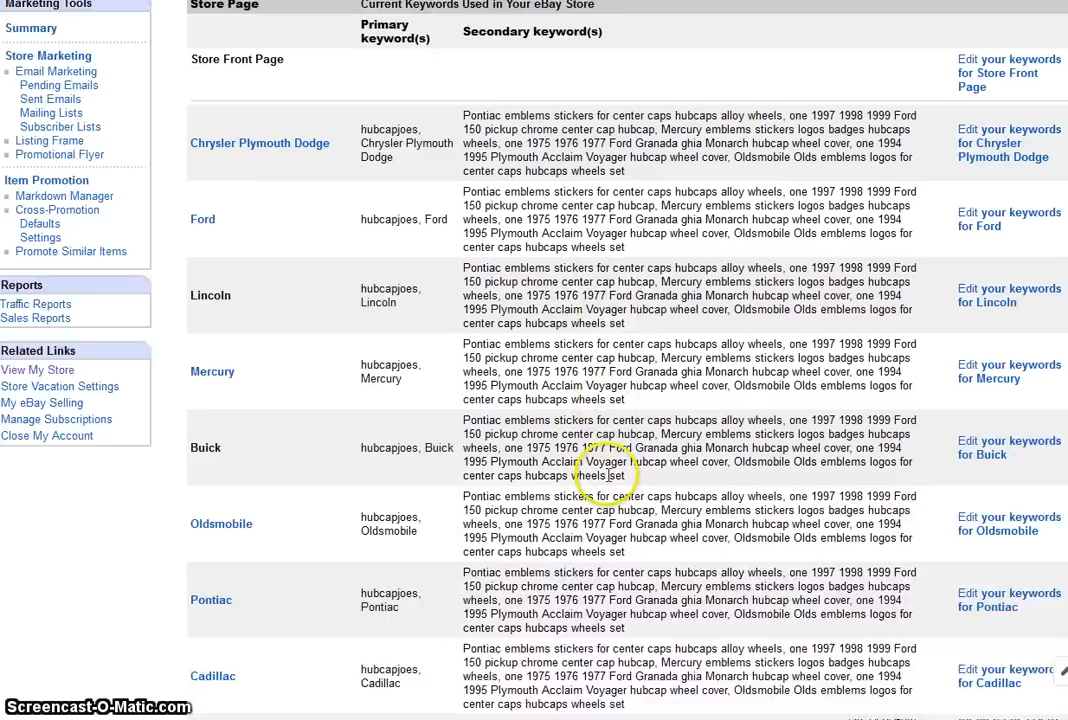 Marketing Tools
Summary
Store Marketing
Email Marketing
Pending Emails
Sent Emails
Mailing Lists
Subscriber Lists
Listing Frame
Promotional Flyer
Item Promotion
Markdown Manager
Cross-Promotion
Defaults
Settings
Promote Similar Items
Reports
Traffic Reports
Sales Reports
Related Links
View My Store
Store Vacation Settings
My eBay Selling
Manage Subscriptions
Close My Account
Store Page
Current Keywords Used in Your eBay Store
Primary
keyword(s)
Secondary keyword(s)
Store Front Page
Edit your keywords
for Store Front
Page
Chrysler Plymouth Dodge
hubcapjoes,
Chrysler Plymouth
Dodge
Pontiac emblems stickers for center caps hubcaps alloy wheels, one 1997 1998 1999 Ford
150 pickup chrome center cap hubcap, Mercury emblems stickers logos badges hubcaps
wheels, one 1975 1976 1977 Ford Granada ghia Monarch hubcap wheel cover, one 1994
1995 Plymouth Acclaim Voyager hubcap wheel cover, Oldsmobile Olds emblems logos for
center caps hubcaps wheels set
Edit your keywords
for Chrysler
Plymouth Dodge
Ford
hubcapjoes, Ford
Pontiac emblems stickers for center caps hubcaps alloy wheels, one 1997 1998 1999 Ford
150 pickup chrome center cap hubcap, Mercury emblems stickers logos badges hubcaps
wheels, one 1975 1976 1977 Ford Granada ghia Monarch hubcap wheel cover, one 1994
1995 Plymouth Acclaim Voyager hubcap wheel cover, Oldsmobile Olds emblems logos for
center caps hubcaps wheels set
Edit your keywords
for Ford
Lincoln
hubcapjoes,
Lincoln
Pontiac emblems stickers for center caps hubcaps alloy wheels, one 1997 1998 1999 Ford
150 pickup chrome center cap hubcap, Mercury emblems stickers logos badges hubcaps
wheels, one 1975 1976 1977 Ford Granada ghia Monarch hubcap wheel cover, one 1994
1995 Plymouth Acclaim Voyager hubcap wheel cover, Oldsmobile Olds emblems logos for
center caps hubcaps wheels set
Edit your keywords
for Lincoln
Mercury
hubcapjoes,
Mercury
Pontiac emblems stickers for center caps hubcaps alloy wheels, one 1997 1998 1999 Ford
150 pickup chrome center cap hubcap, Mercury emblems stickers logos badges hubcaps
wheels, one 1975 1976 1977 Ford Granada ghia Monarch hubcap wheel cover, one 1994
1995 Plymouth Acclaim Voyager hubcap wheel cover, Oldsmobile Olds emblems logos for
center caps hubcaps wheels set
Edit your keywords
for Mercury
Buick
hubcapjoes, Buick
Pontiac emblems stickers for center caps hubcaps alloy wheels, one 1997 1998 1999 Ford
150 pickup chrome center cap hubcap, Mercury emblems stickers logos badges hubcaps
wheels, one 1975 1976 1977 Ford Granada ghia Monarch hubcap wheel cover, one 1994
1995 Plymouth Acclaim Voyager hubcap wheel cover, Oldsmobile Olds emblems logos for
center caps hubcaps wheels set
Edit your keywords
for Buick
Oldsmobile
hubcapjoes,
Oldsmobile
Pontiac emblems stickers for center caps hubcaps alloy wheels, one 1997 1998 1999 Ford
150 pickup chrome center cap hubcap, Mercury emblems stickers logos badges hubcaps
wheels, one 1975 1976 1977 Ford Granada ghia Monarch hubcap wheel cover, one 1994
1995 Plymouth Acclaim Voyager hubcap wheel cover, Oldsmobile Olds emblems logos for
center caps hubcaps wheels set
Edit your keywords
for Oldsmobile
Pontiac
hubcapjoes,
Pontiac
Pontiac emblems stickers for center caps hubcaps alloy wheels, one 1997 1998 1999 Ford
150 pickup chrome center cap hubcap, Mercury emblems stickers logos badges hubcaps
wheels, one 1975 1976 1977 Ford Granada ghia Monarch hubcap wheel cover, one 1994
1995 Plymouth Acclaim Voyager hubcap wheel cover, Oldsmobile Olds emblems logos for
center caps hubcaps wheels set
Edit your keywords
for Pontiac
Cadillac
hubcapjoes,
Cadillac
Pontiac emblems stickers for center caps hubcaps alloy wheels, one 1997 1998 1999 Ford
150 pickup chrome center cap hubcap, Mercury emblems stickers logos badges hubcaps
wheels, one 1975 1976 1977 Ford Granada ghia Monarch hubcap wheel cover, one 1994
1995 Plymouth Acclaim Voyager hubcap wheel cover, Oldsmobile Olds emblems logos for
center caps hubcaps wheels set
Edit your keyword
for Cadillac
Screencast-O-Matic.com